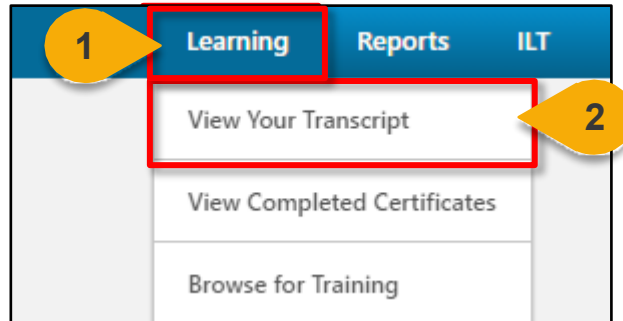 1 Learning Reports ILT
View Your Transcript 2
View Completed Certificates
Browse for Training